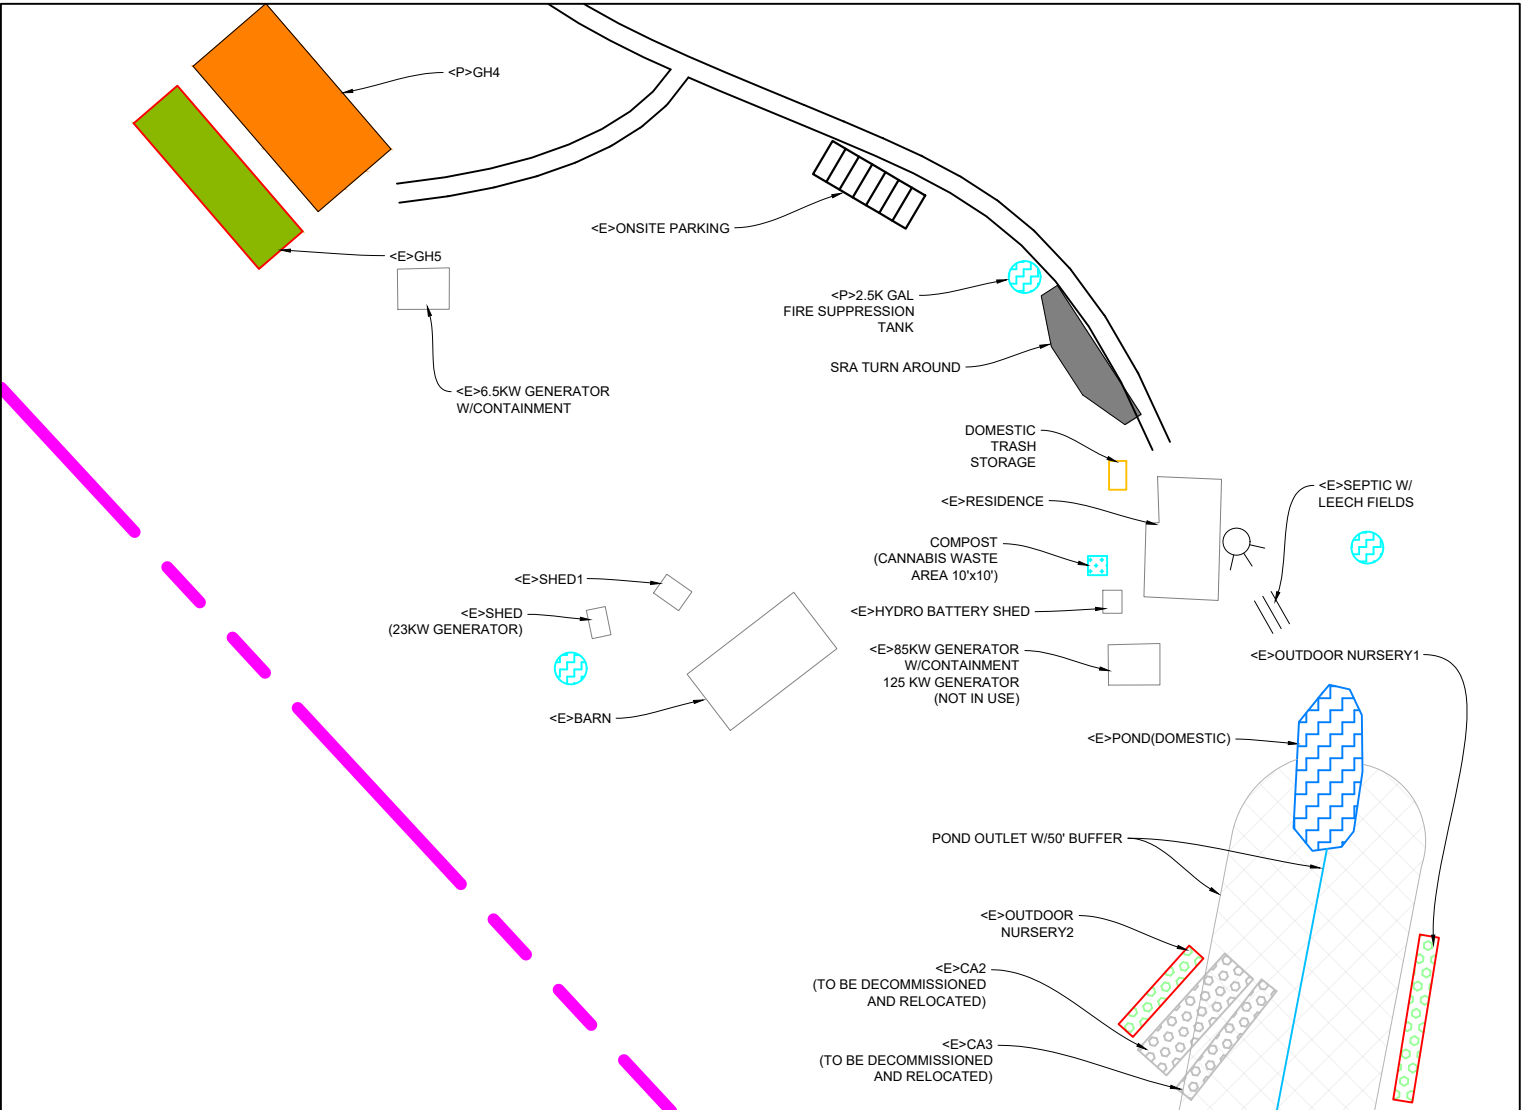 <P>GH4
<E>ONSITE PARKING
<E>GH5
<P>2.5K GAL
FIRE SUPPRESSION
TANK
SRA TURN AROUND
<E>6.5KW GENERATOR
W/CONTAINMENT
DOMESTIC
TRASH
STORAGE
<E>SEPTIC W/
LEECH FIELDS
<E>RESIDENCE
COMPOST
(CANNABIS WASTE
AREA 10'x10')
<E>SHED1
<E>SHED
(23KW GENERATOR)
<E>HYDRO BATTERY SHED
<E>85KW GENERATOR
W/CONTAINMENT
125 KW GENERATOR
(NOT IN USE)
<E>OUTDOOR NURSERY1
<E>BARN
<E>POND(DOMESTIC)
POND OUTLET W/50' BUFFER
<E>OUTDOOR
NURSERY2
<E>CA2
(TO BE DECOMMISSIONED
AND RELOCATED)
<E>CA3
(TO BE DECOMMISSIONED
AND RELOCATED)